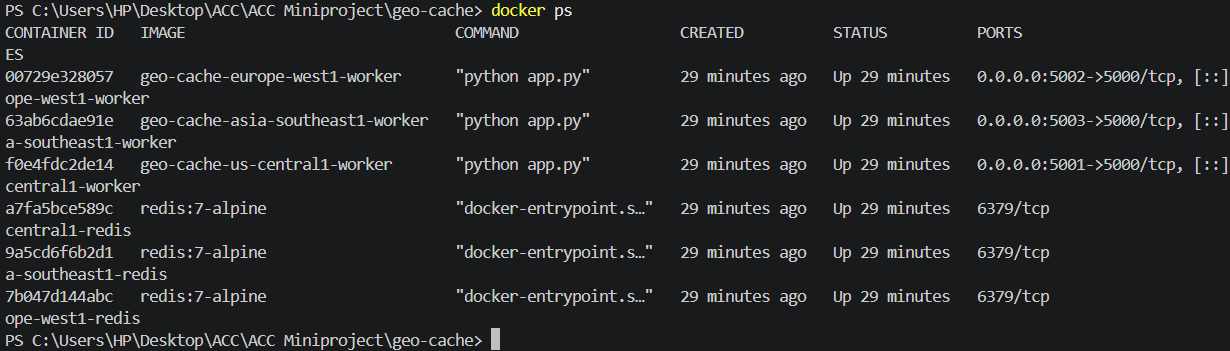 PS C:\Users\HP\Desktop\ACC\ACC Miniproject\geo-cache> docker ps
CONTAINER ID   IMAGE                              COMMAND                  CREATED          STATUS          PORTS
ES
00729e328057   geo-cache-europe-west1-worker      "python app.py"          29 minutes ago   Up 29 minutes   0.0.0.0:5002->5000/tcp, [::]
ope-west1-worker
63ab6cdae91e   geo-cache-asia-southeast1-worker   "python app.py"          29 minutes ago   Up 29 minutes   0.0.0.0:5003->5000/tcp, [::]
a-southeast1-worker
f0e4fdc2de14   geo-cache-us-central1-worker       "python app.py"          29 minutes ago   Up 29 minutes   0.0.0.0:5001->5000/tcp, [::]
central1-worker
a7fa5bce589c   redis:7-alpine                     "docker-entrypoint.s…"   29 minutes ago   Up 29 minutes   6379/tcp
central1-redis
9a5cd6f6b2d1   redis:7-alpine                     "docker-entrypoint.s…"   29 minutes ago   Up 29 minutes   6379/tcp
a-southeast1-redis
7b047d144abc   redis:7-alpine                     "docker-entrypoint.s…"   29 minutes ago   Up 29 minutes   6379/tcp
ope-west1-redis
PS C:\Users\HP\Desktop\ACC\ACC Miniproject\geo-cache>